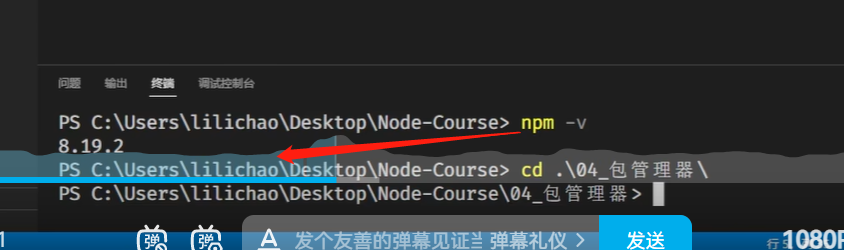 问题 输出 终端 调试控制台
PS C:\Users\lilichao\Desktop\Node-Course> npm -v
8.19.2
PS C:\Users\lilichao\Desktop\Node-Course> cd .\04_包管理器\
PS C:\Users\lilichao\Desktop\Node-Course\04_包管理器>
弹 弹 A 发个友善的弹幕见证当 弹幕礼仪 > 发送
1080P